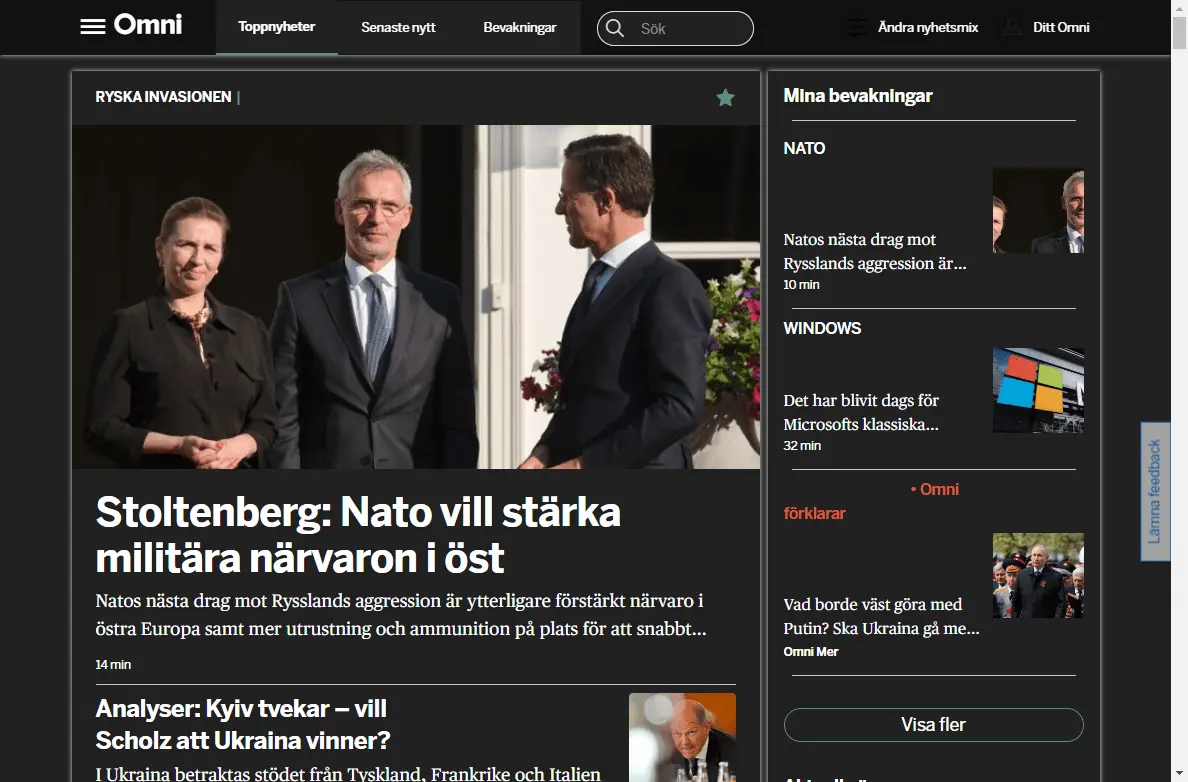 Omni
Toppnyheter
Senaste nytt
Bevakningar
Sök
Ändra nyhetsmix
Ditt Omni
RYSKA INVASIONEN |
Stoltenberg: Nato vill stärka
militära närvaron i öst
Natos nästa drag mot Rysslands aggression är ytterligare förstärkt närvaro i
östra Europa samt mer utrustning och ammunition på plats för att snabbt...
14 min
Analyser: Kyiv tvekar – vill
Scholz att Ukraina vinner?
I Ukraina betraktas stödet från Tyskland, Frankrike och Italien
Mina bevakningar
NATO
Natos nästa drag mot
Rysslands aggression är...
10 min
WINDOWS
Det har blivit dags för
Microsofts klassiska...
32 min
• Omni
förklarar
Vad borde väst göra med
Putin? Ska Ukraina gå me...
Omni Mer
Visa fler
Lämna feedback